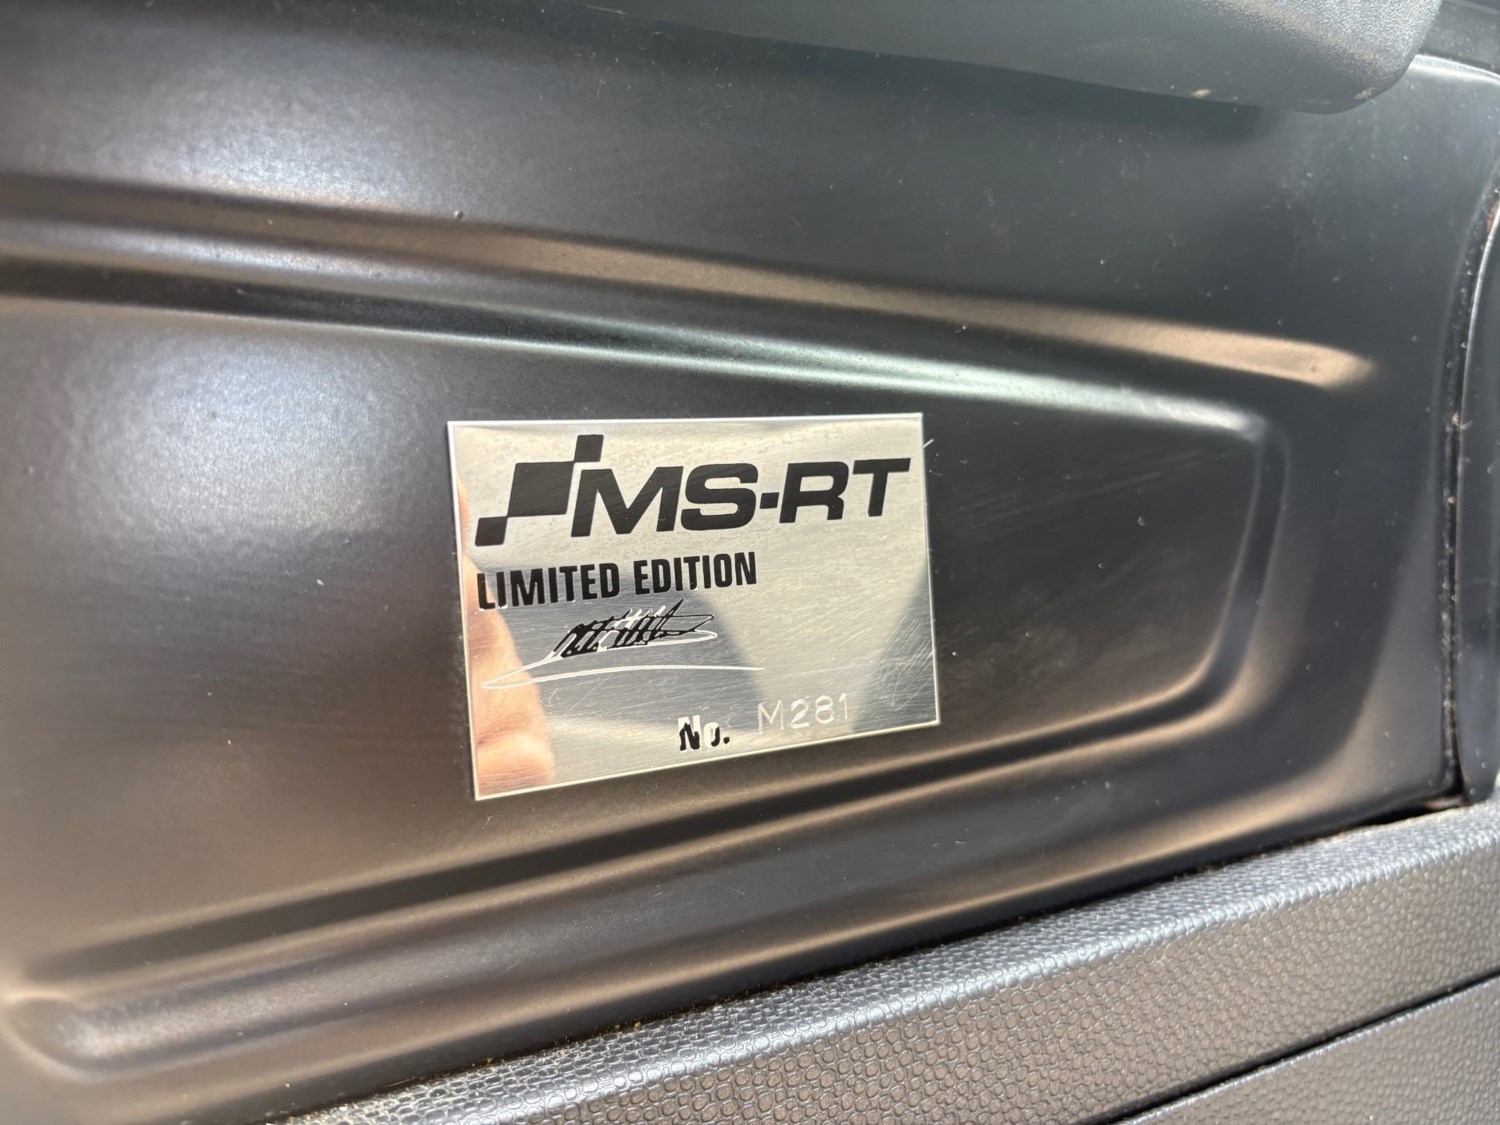 MS-RT
LIMITED EDITION
No. M281